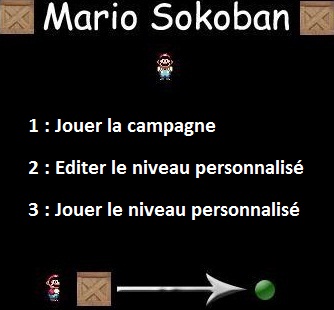 Mario Sokoban
1 : Jouer la campagne
2 : Editer le niveau personnalisé
3 : Jouer le niveau personnalisé